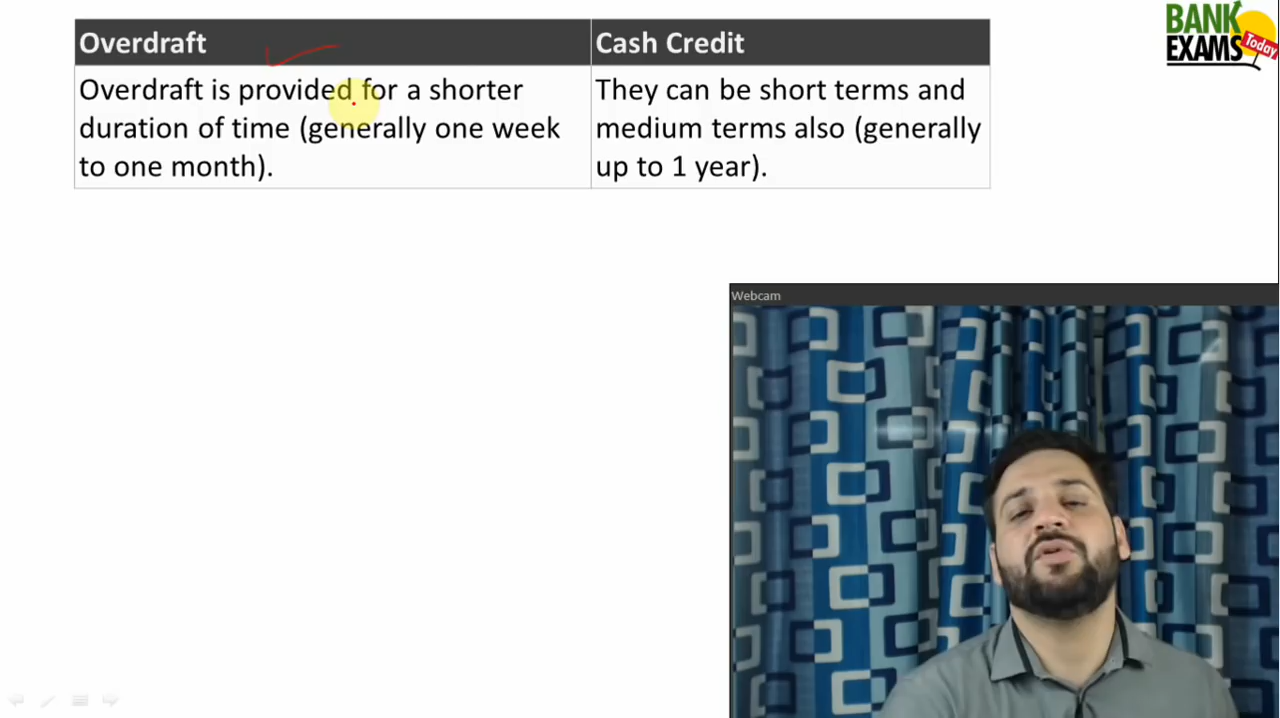 Overdraft
Cash Credit
Overdraft is provided for a shorter
duration of time (generally one week
to one month).
They can be short terms and
medium terms also (generally
up to 1 year).
BANK
EXAMS Today
Webcam